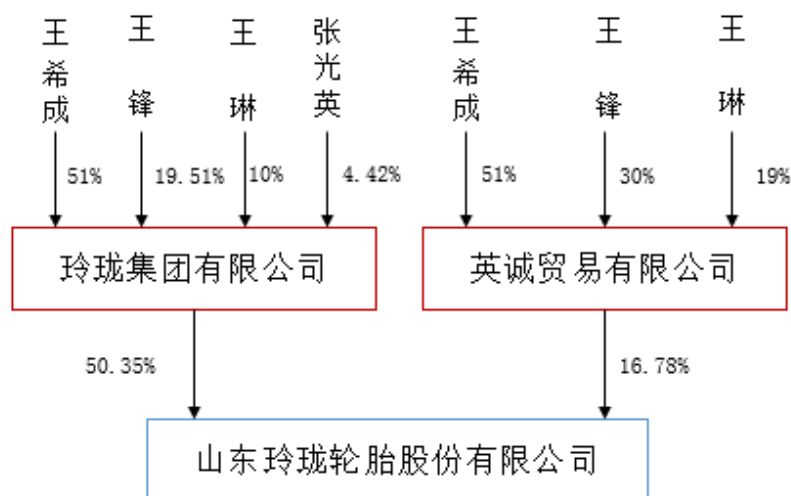 王希成
王锋
王琳
张光英
王希成
王锋
王琳
51%
19.51%
10%
4.42%
51%
30%
19%
玲珑集团有限公司
英诚贸易有限公司
50.35%
16.78%
山东玲珑轮胎股份有限公司